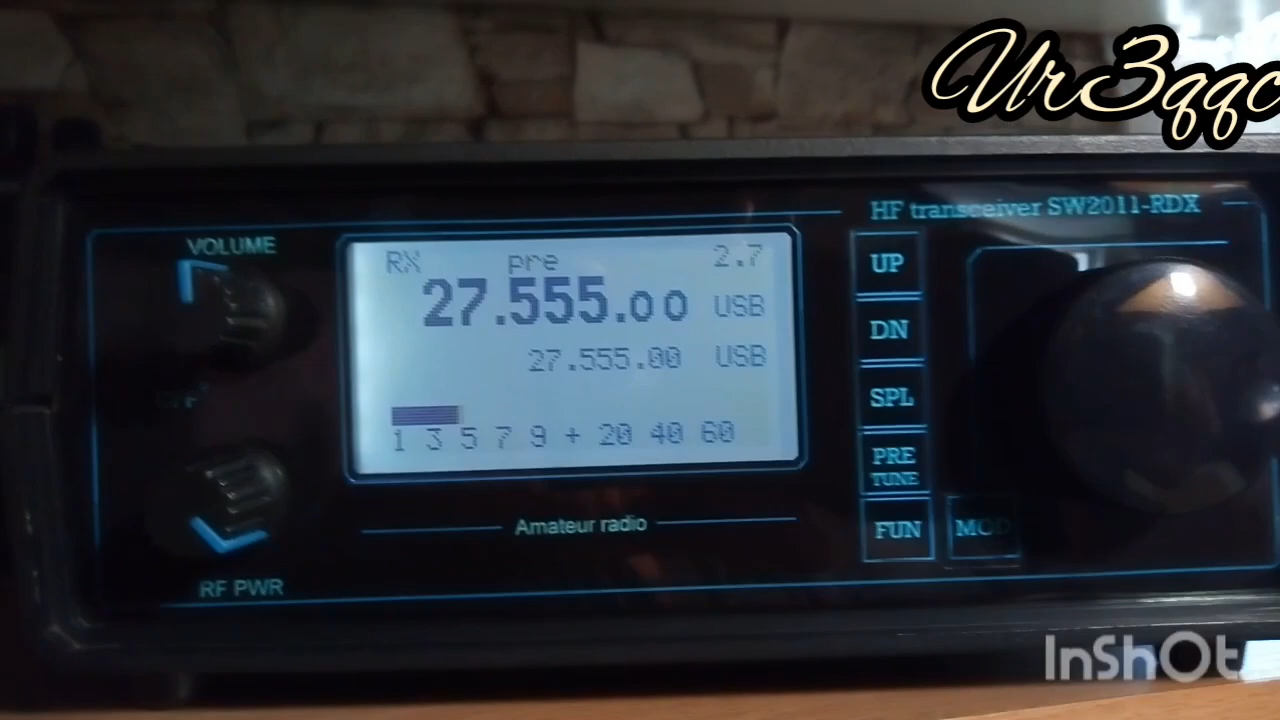 Ur3qqc
HF transceiver SW2011-RDX
VOLUME
RX pre 2.7
27.555.00 USB
27.555.00 USB
1 3 5 7 9 + 20 40 60
UP
DN
SPL
PRE
TUNE
FUN
MOD
Amateur radio
RF PWR
InShOt